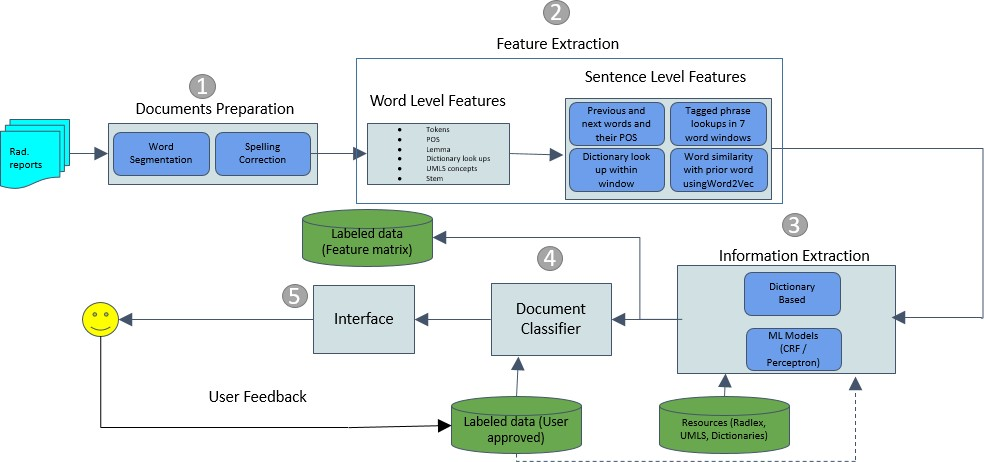 2
Feature Extraction
1
Documents Preparation
Rad.
reports
Word
Segmentation
Spelling
Correction
Word Level Features
Tokens
POS
Lemma
Dictionary look ups
UMLS concepts
Stem
Sentence Level Features
Previous and
next words and
their POS
Tagged phrase
lookups in 7
word windows
Dictionary look
up within
window
Word similarity
with prior word
usingWord2Vec
Labeled data
(Feature matrix)
3
Information Extraction
Dictionary
Based
ML Models
(CRF /
Perceptron)
4
Document
Classifier
5
Interface
User Feedback
Labeled data (User
approved)
Resources (Radlex,
UMLS, Dictionaries)